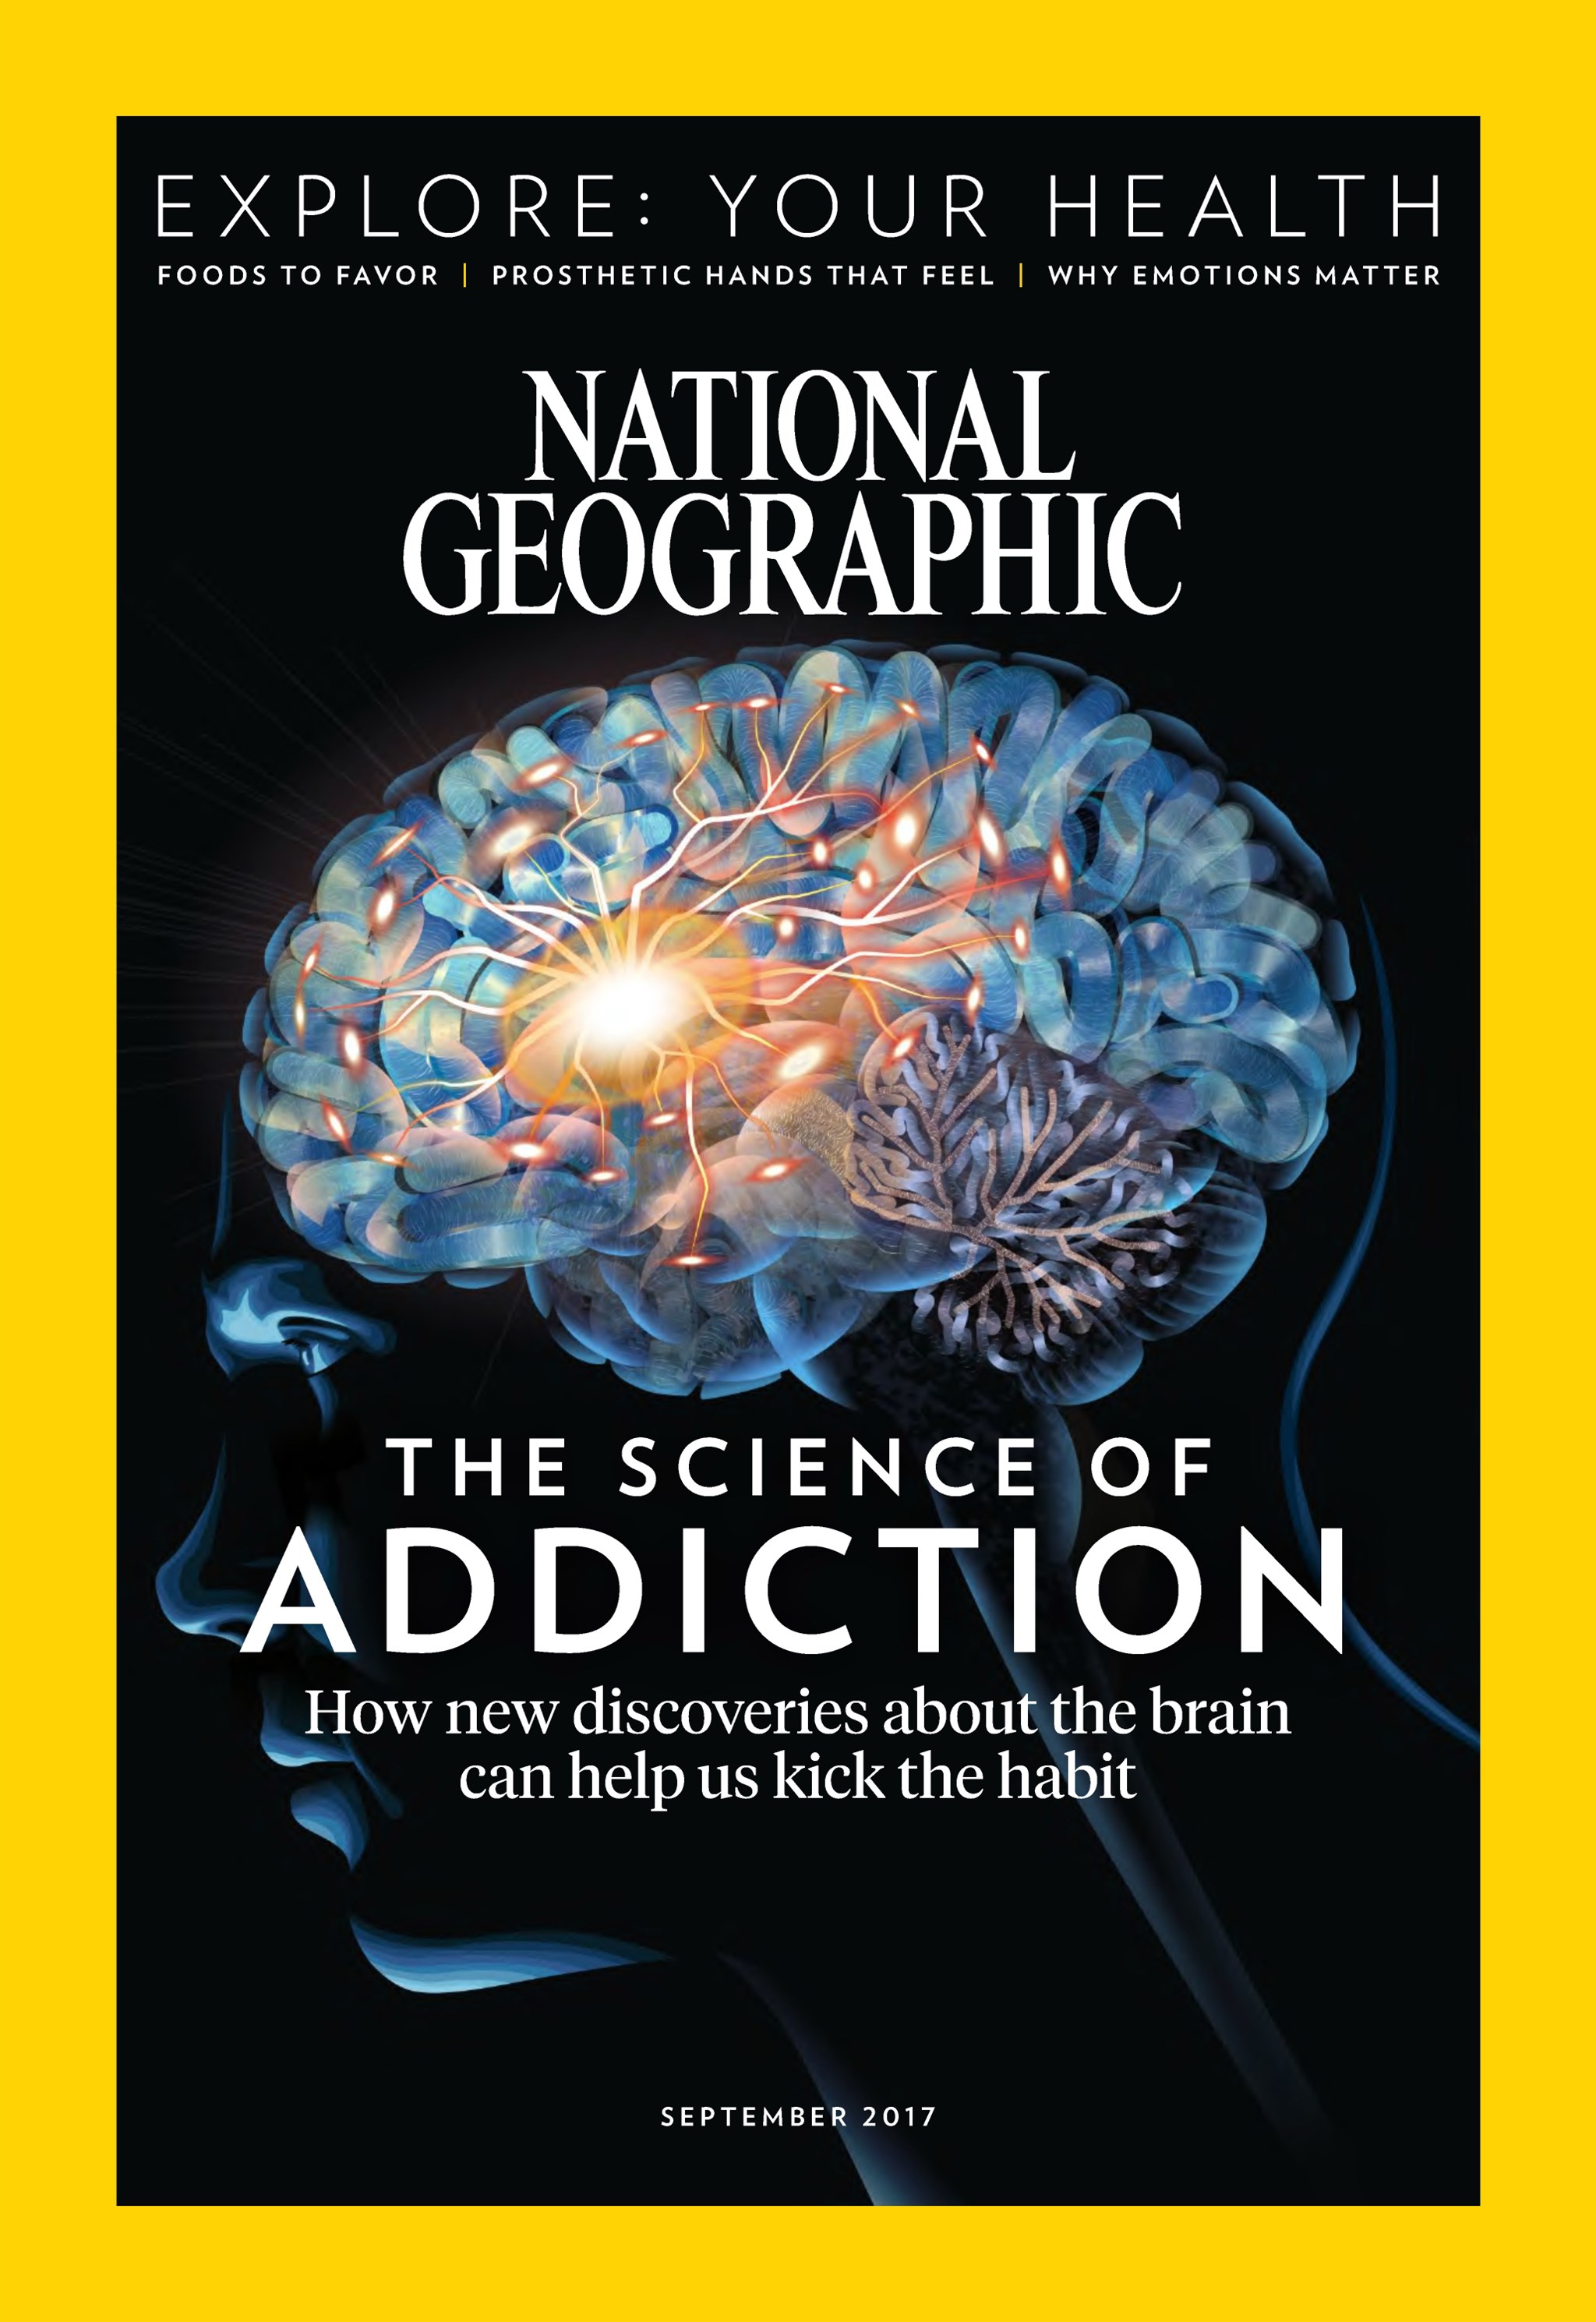 EXPLORE: YOUR HEALTH
FOODS TO FAVOR | PROSTHETIC HANDS THAT FEEL | WHY EMOTIONS MATTER
NATIONAL
GEOGRAPHIC
THE SCIENCE OF
ADDICTION
How new discoveries about the brain
can help us kick the habit
SEPTEMBER 2017